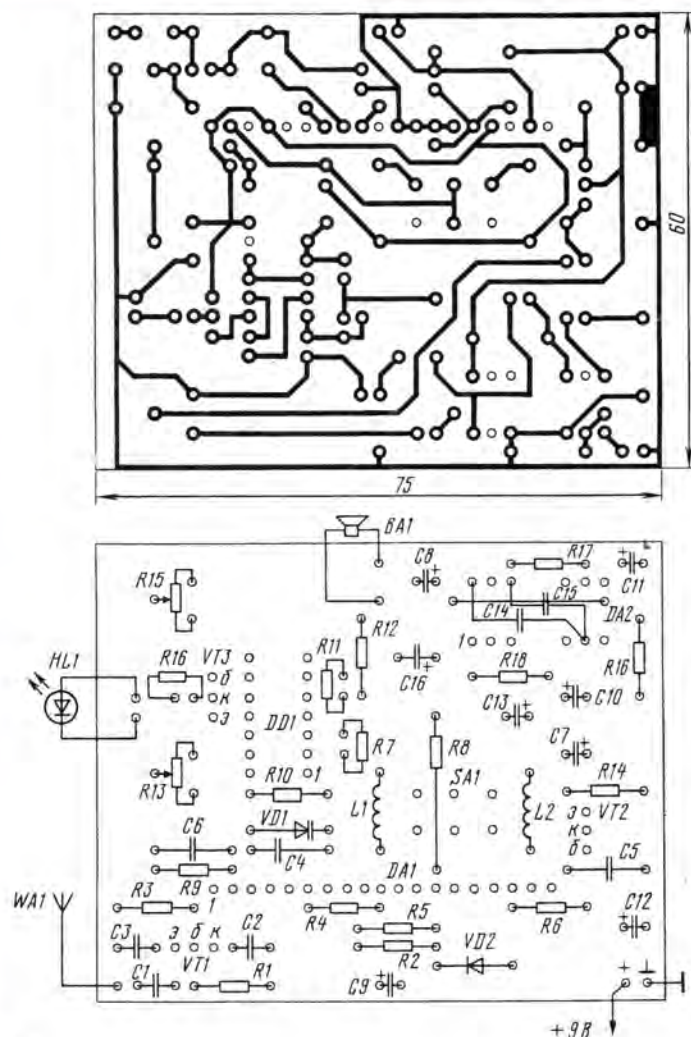 60
75
BA1
C8
R17
C11
R15
C15
C14
DA2
R12
R11
1
HL1
R16
VT3
б
к
э
C16
R18
R16
C13
C10
DD1
R7
R8
C7
SA1
R13
R10
1
L1
L2
R14
VD1
э
VT2
к
б
C6
C4
R9
DA1
C5
WA1
R3
1
R4
R5
R6
C12
C3
э
б
к
C2
R2
VD2
C1
VT1
R1
C9
+
⊥
+9В